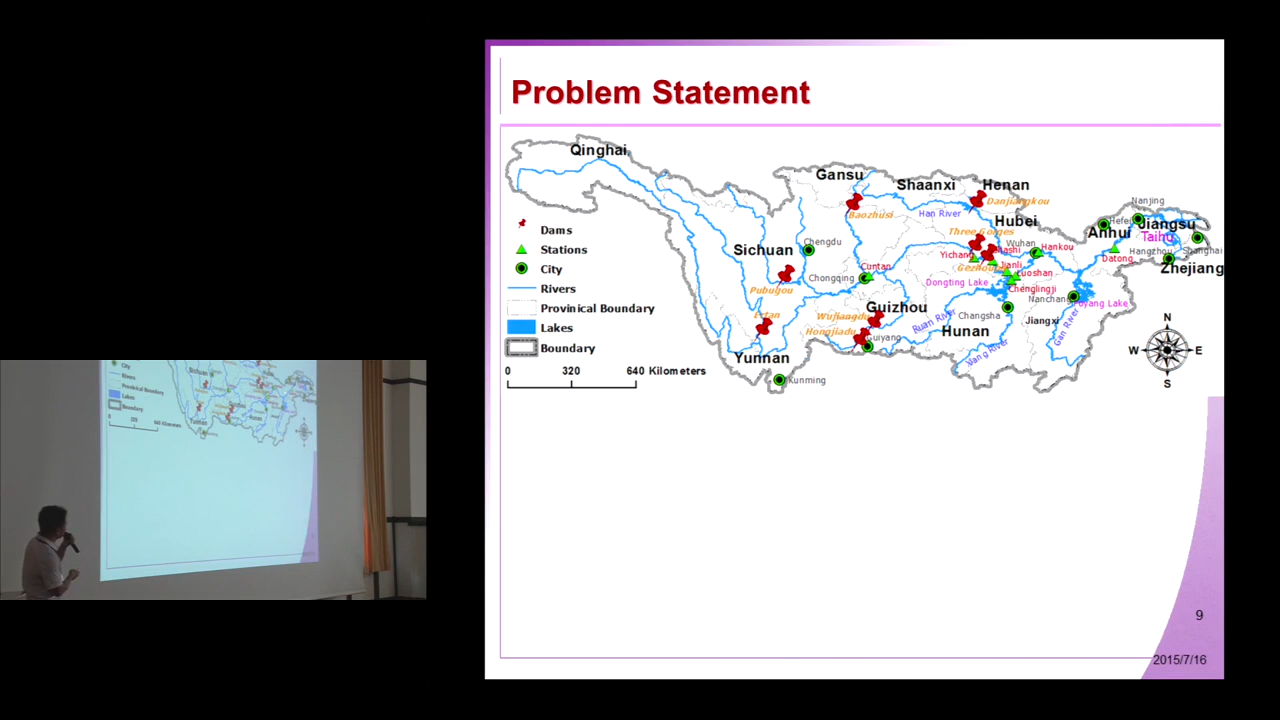 Problem Statement
Qinghai
Gansu
Shaanxi
Henan
Baozhusi
Han River
Danjiangkou
Hubei
Nanjing
Hefei
Jiangsu
Anhui
Taihu
Dams
Stations
City
Rivers
Provinical Boundary
Lakes
Boundary
0 320 640 Kilometers
Sichuan
Chengdu
Three Gorges
Wuhan
Hankou
Hangzhou
Shanghai
Yichang
Datong
Zhejiang
Chongqing
Cuntan
Jianli
Luoshan
Pubugou
Dongting Lake
Chenglingji
Nanchang
Poyang Lake
Ertan
Guizhou
Changsha
Ruan River
Hunan
Jiangxi
Gan River
Hongjiadu
Guiyang
Xiang River
Yunnan
Kunming
N
W E
S
9
2015/7/16